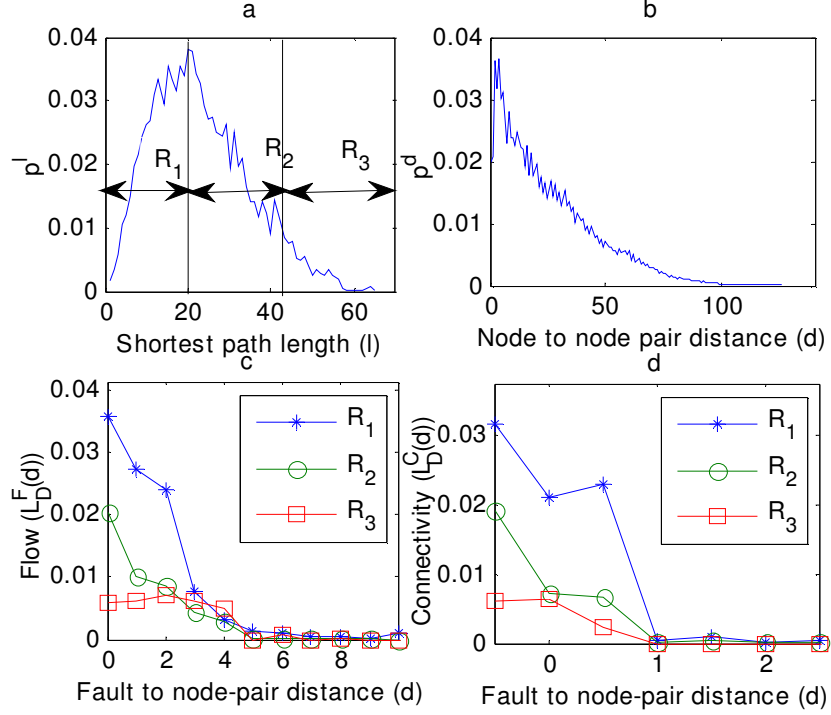 a
0.04
0.03
0.02
0.01
0
p^l
R_1
R_2
R_3
0 20 40 60
Shortest path length (l)
b
0.04
0.03
0.02
0.01
0
p^d
0 50 100
Node to node pair distance (d)
c
0.04
0.03
0.02
0.01
0
Flow (L_D^F(d))
R_1
R_2
R_3
0 2 4 6 8
Fault to node-pair distance (d)
d
0.03
0.02
0.01
0
Connectivity (L_D^C(d))
R_1
R_2
R_3
0 1 2
Fault to node-pair distance (d)